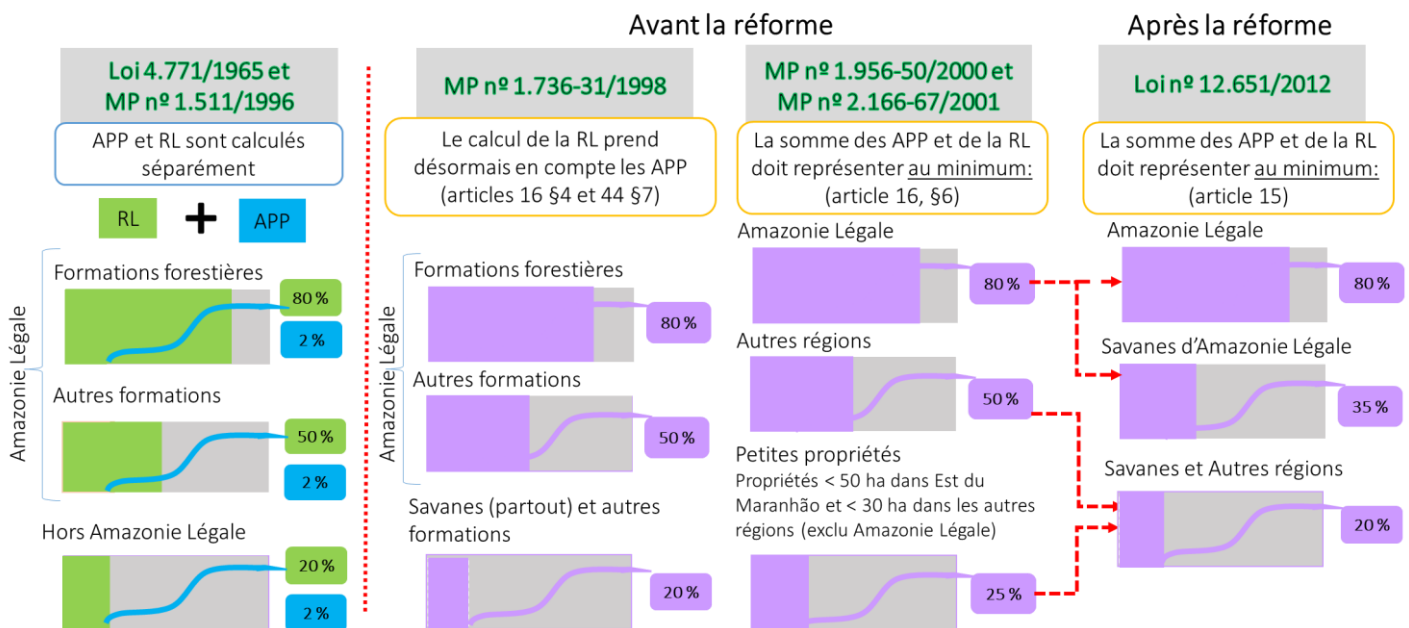 Avant la réforme
Après la réforme
Loi 4.771/1965 et
MP nº 1.511/1996
APP et RL sont calculés
séparément
RL
+
APP
Amazonie Légale
Formations forestières
80 %
2 %
Autres formations
50 %
2 %
Hors Amazonie Légale
20 %
2 %
MP nº 1.736-31/1998
Le calcul de la RL prend
désormais en compte les APP
(articles 16 §4 et 44 §7)
Amazonie Légale
Formations forestières
80 %
Autres formations
50 %
Savanes (partout) et autres
formations
20 %
MP nº 1.956-50/2000 et
MP nº 2.166-67/2001
La somme des APP et de la RL
doit représenter au minimum:
(article 16, §6)
Amazonie Légale
80 %
Autres régions
50 %
Petites propriétés
Propriétés < 50 ha dans Est du
Maranhão et < 30 ha dans les autres
régions (exclu Amazonie Légale)
25 %
Loi nº 12.651/2012
La somme des APP et de la RL
doit représenter au minimum:
(article 15)
Amazonie Légale
80 %
Savanes d'Amazonie Légale
35 %
Savanes et Autres régions
20 %